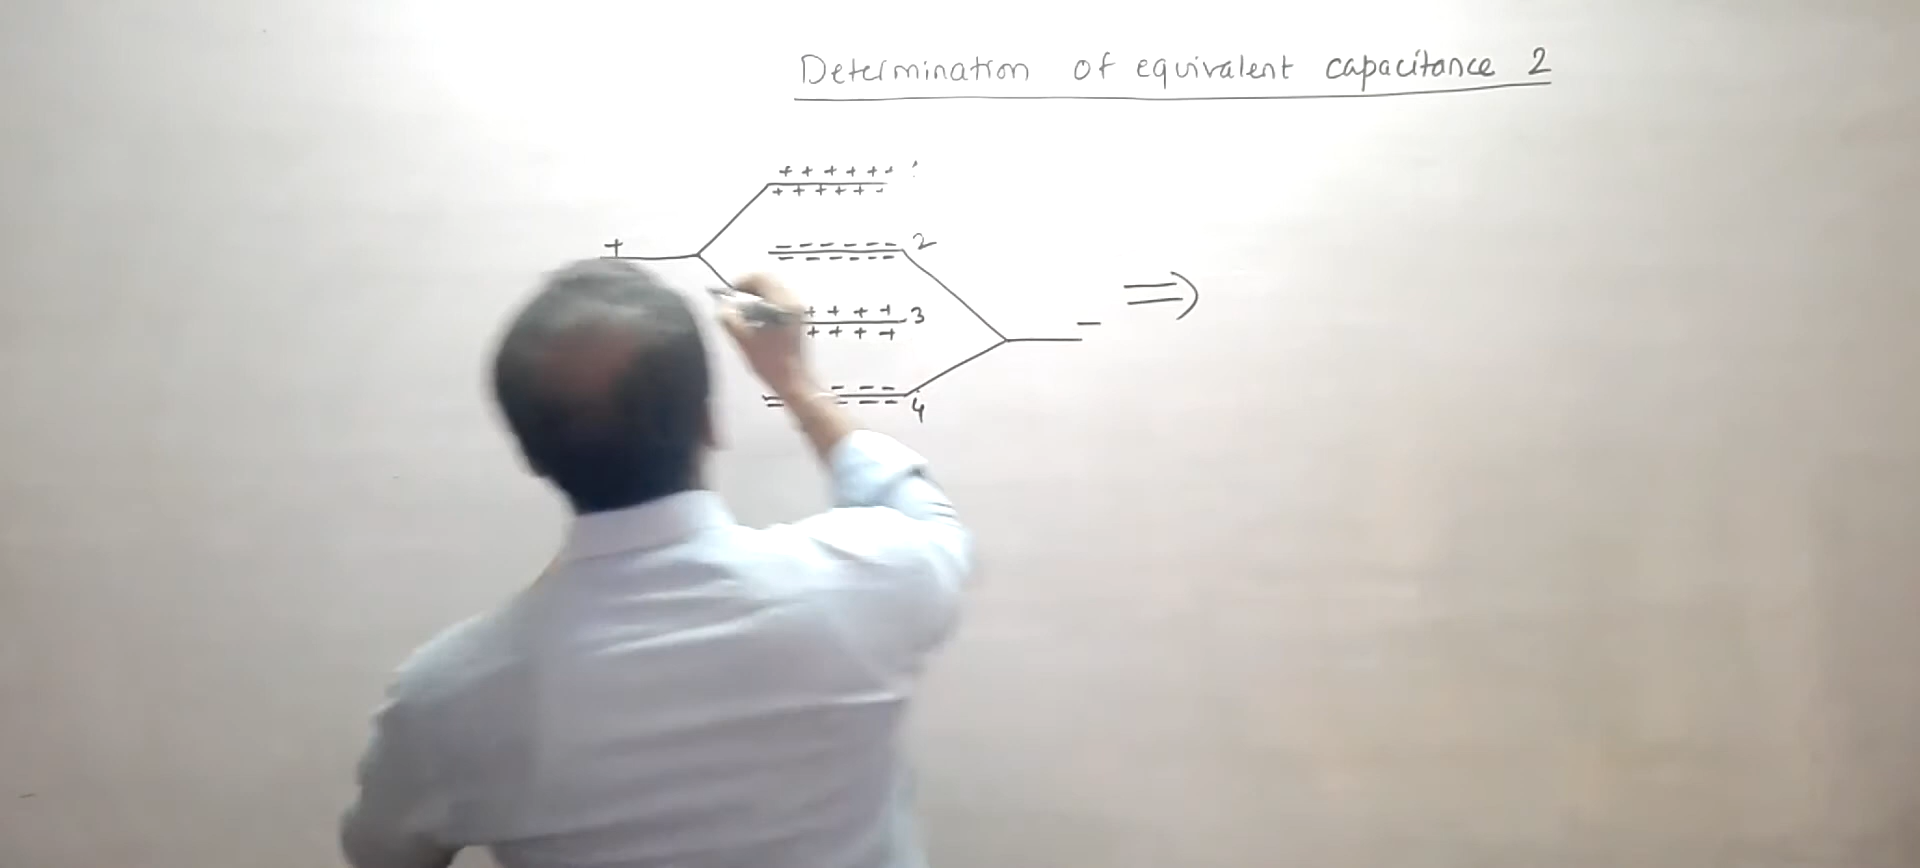 Determination of equivalent capacitance 2
+ + + + + +
+ + + + + -
- - - - - - 2
- - - - - -
+
+ + + + 3
+ + + +
-
- - - -
- - - 4